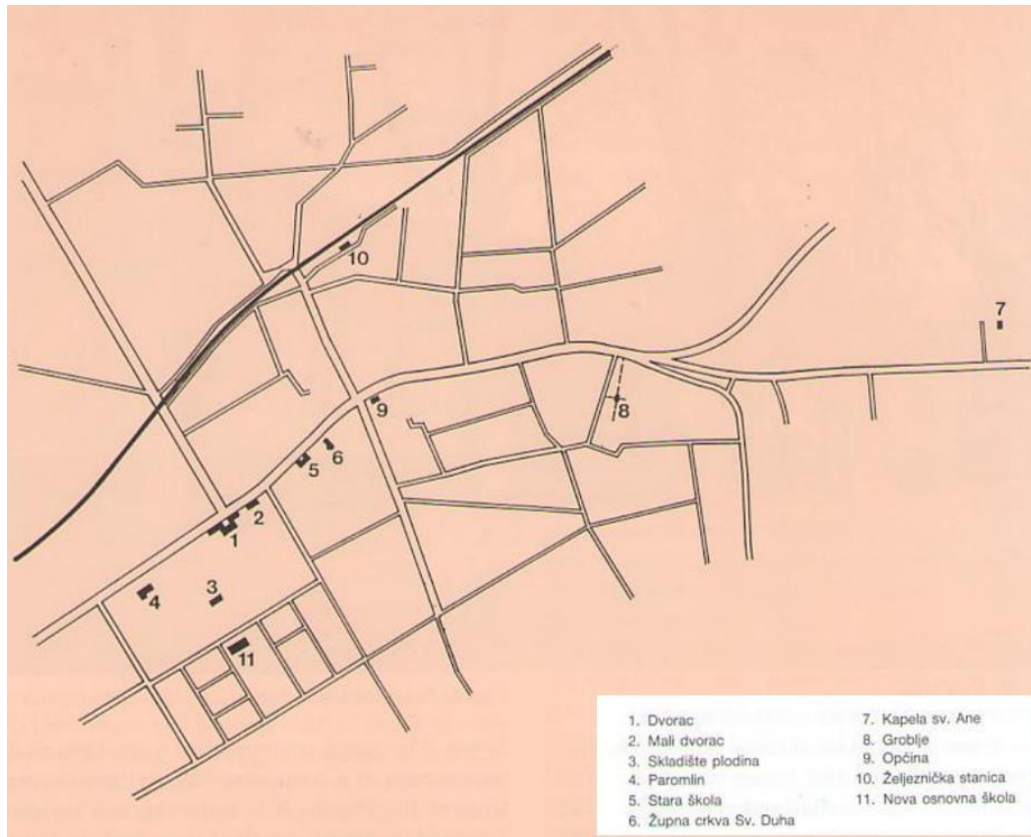 7
10
9
8
6
5
2
1
3
4
11
1. Dvorac
2. Mali dvorac
3. Skladište plodina
4. Paromlin
5. Stara škola
6. Župna crkva Sv. Duha
7. Kapela sv. Ane
8. Groblje
9. Općina
10. Željeznička stanica
11. Nova osnovna škola